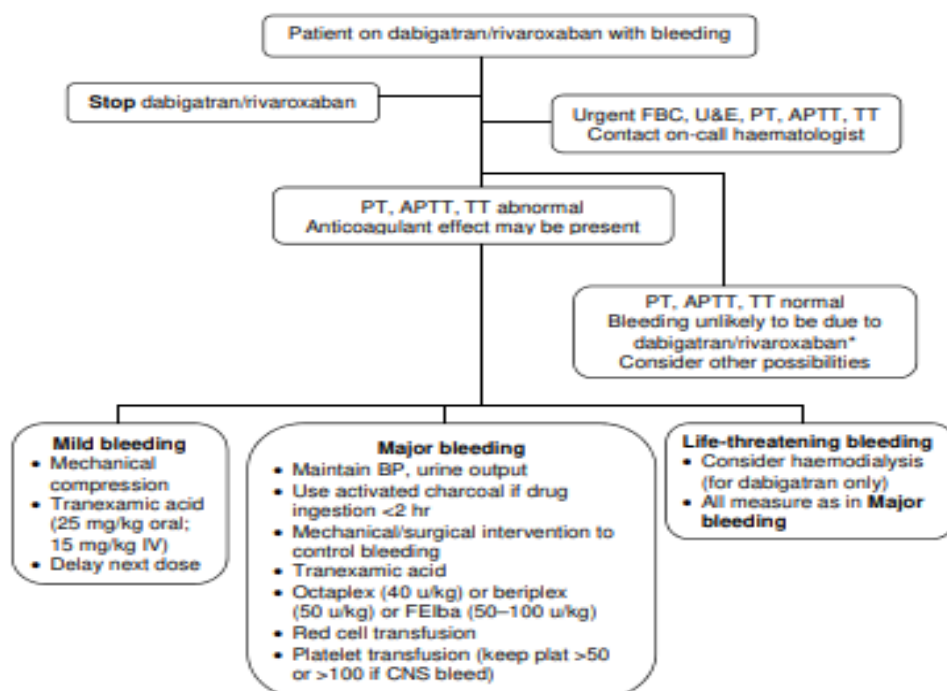 Patient on dabigatran/rivaroxaban with bleeding
Stop dabigatran/rivaroxaban
Urgent FBC, U&E, PT, APTT, TT
Contact on-call haematologist
PT, APTT, TT abnormal
Anticoagulant effect may be present
PT, APTT, TT normal
Bleeding unlikely to be due to
dabigatran/rivaroxaban*
Consider other possibilities
Mild bleeding
• Mechanical
compression
• Tranexamic acid
(25 mg/kg oral;
15 mg/kg IV)
• Delay next dose
Major bleeding
• Maintain BP, urine output
• Use activated charcoal if drug
ingestion <2 hr
• Mechanical/surgical intervention to
control bleeding
• Tranexamic acid
• Octaplex (40 u/kg) or beriplex
(50 u/kg) or FEIba (50–100 u/kg)
• Red cell transfusion
• Platelet transfusion (keep plat >50
or >100 if CNS bleed)
Life-threatening bleeding
• Consider haemodialysis
(for dabigatran only)
• All measure as in Major
bleeding